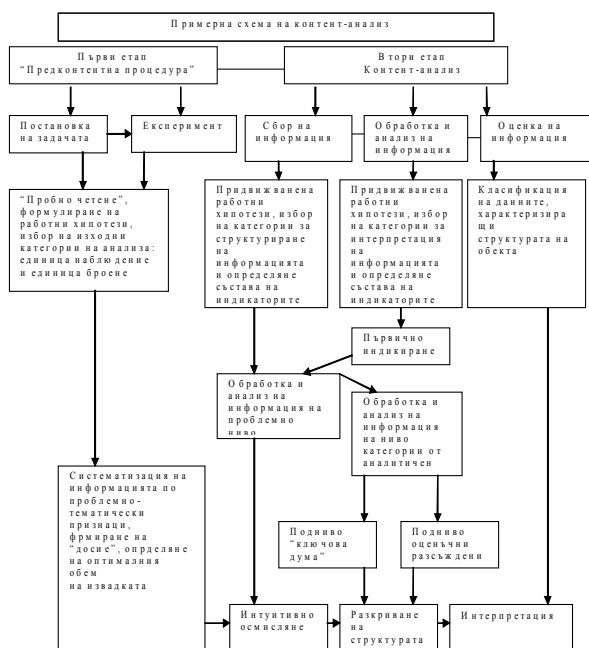 Примерна схема на контент-анализ
Първи етап
“Предконтентна процедура”
Втори етап
Контент-анализ
Постановка
на задачата
Експеримент
Сбор на
информация
Обработка и
анализ на
информация
Оценка на
информация
“Пробно четене”,
формулиране на
работни хипотези,
избор на изходни
категории на анализа:
единица наблюдение
и единица броене
Придвижванена
работни
хипотези, избор
на категории за
структуриране
на
информацията
и определяне
състава на
индикаторите
Придвижванена
работни
хипотези, избор
на категории за
интерпретация
на
информацията
и определяне
състава на
индикаторите
Класификация
на данните,
характеризира
щи
структурата на
обекта
Първично
индикиране
Обработка и
анализ на
информация на
проблемно
ниво
Обработка и
анализ на
информация
на ниво
категории от
аналитичен
Систематизация на
информацията по
проблемно-
тематически
признаци,
фрмиране на
“досие”, опрделяне
на оптималния
обем
на извадката
Подниво
“ключова
дума”
Подниво
оценъчни
разсъждени
Интуитивно
осмисляне
Разкриване
на
структурата
Интерпретация